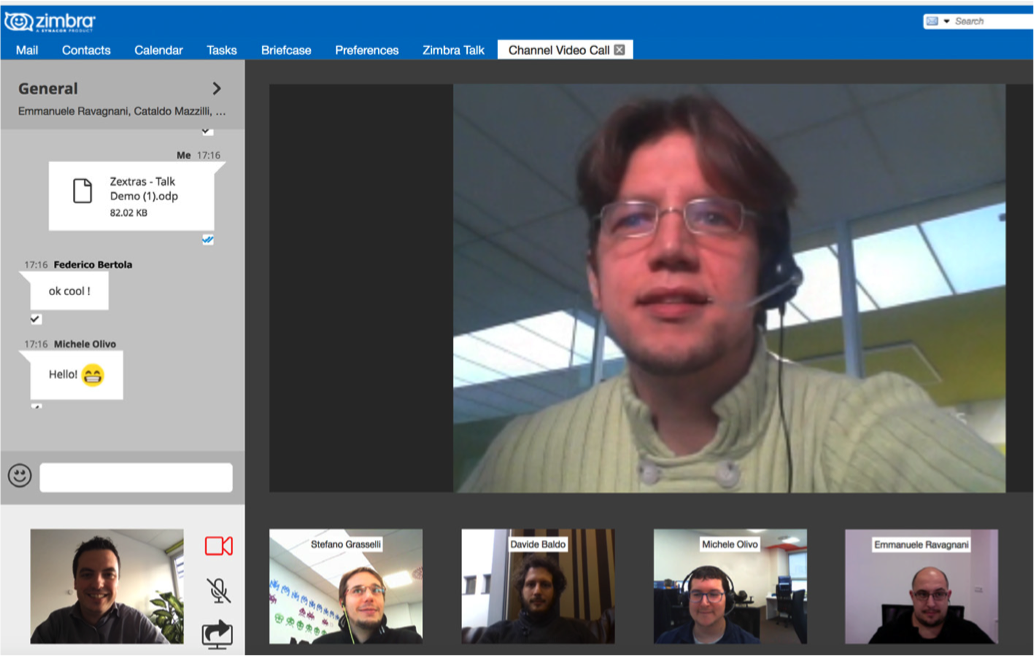 zimbra
A SYNACOR PRODUCT
Search
Mail Contacts Calendar Tasks Briefcase Preferences Zimbra Talk Channel Video Call
General
Emmanuele Ravagnani, Cataldo Mazzilli, ...
Me 17:16
Zextras - Talk
Demo (1).odp
82.02 KB
17:16 Federico Bertola
ok cool !
17:16 Michele Olivo
Hello!
Stefano Grasselli
Davide Baldo
Michele Olivo
Emmanuele Ravagnani